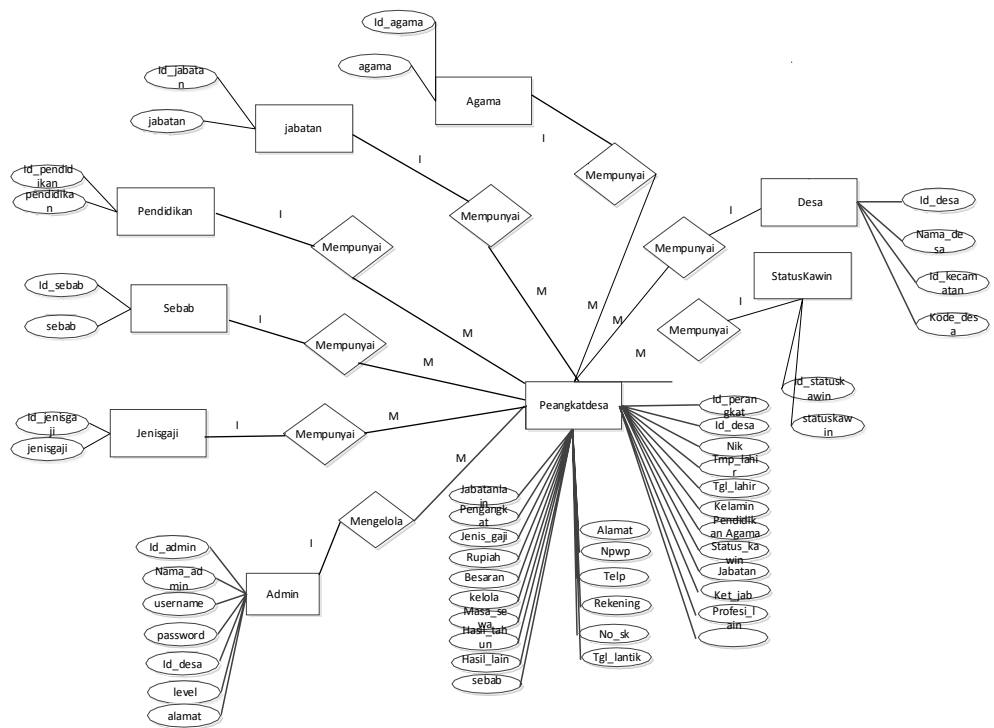 Id_agama
agama
Agama
Id_jabata
n
jabatan
jabatan
I
I
Mempunyai
Id_pendid
ikan
pendidika
n
Pendidikan
I
Mempunyai
Mempunyai
Desa
I
Id_desa
Nama_de
sa
Id_kecam
atan
Kode_des
a
Mempunyai
StatusKawin
I
Mempunyai
Id_statusk
awin
statuskaw
in
Id_sebab
sebab
Sebab
I
Mempunyai
M
M
M
M
M
M
M
M
Id_jenisga
ji
jenisgaji
Jenisgaji
I
Mempunyai
Peangkatdesa
Mengelola
I
Id_admin
Nama_ad
min
username
password
Id_desa
level
alamat
Admin
Jabatanla
in
Pengangk
at
Jenis_gaji
Rupiah
Besaran
kelola
Masa_se
wa
Hasil_tah
un
Hasil_lain
sebab
Alamat
Npwp
Telp
Rekening
No_sk
Tgl_lantik
Id_peran
gkat
Id_desa
Nik
Tmp_lahi
r
Tgl_lahir
Kelamin
Pendidik
an Agama
Status_ka
win
Jabatan
Ket_jab
Profesi_l
ain